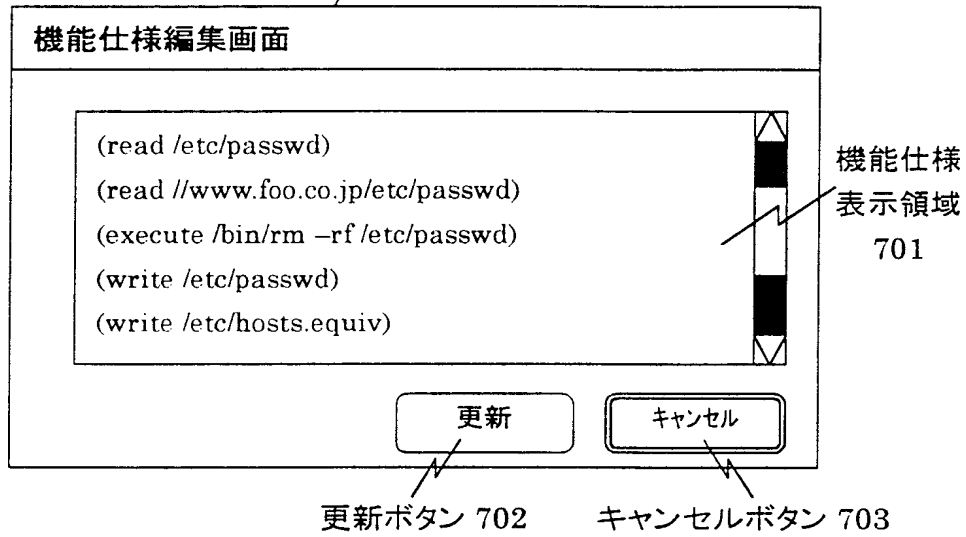 機能仕様編集画面
(read /etc/passwd)
(read //www.foo.co.jp/etc/passwd)
(execute /bin/rm –rf /etc/passwd)
(write /etc/passwd)
(write /etc/hosts.equiv)
機能仕様
表示領域
701
更新
キャンセル
更新ボタン 702
キャンセルボタン 703